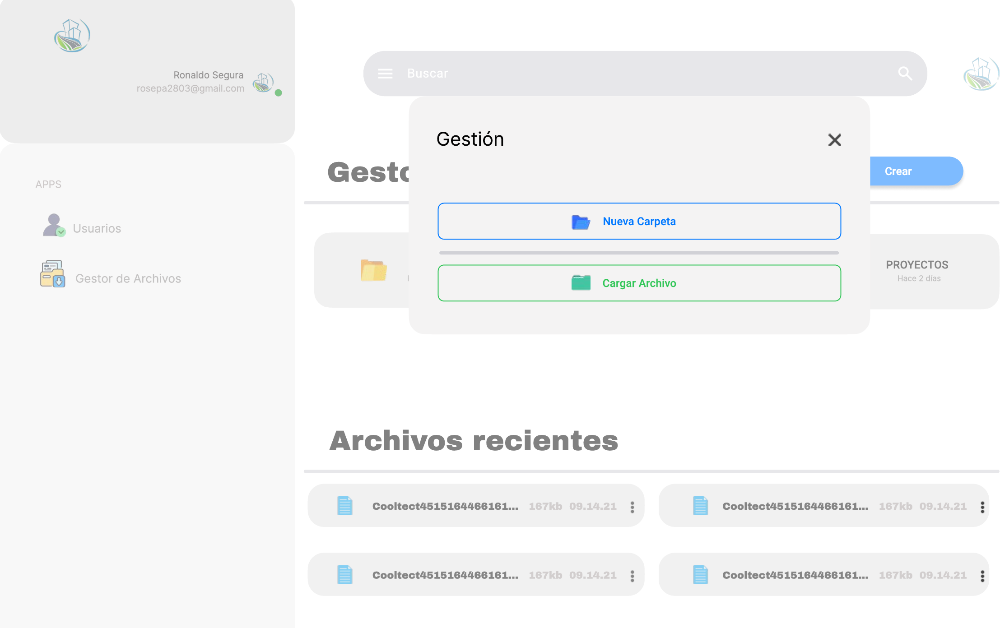 Ronaldo Segura
rosepa2803@gmail.com
APPS
Usuarios
Gestor de Archivos
Buscar
Gestión
Nueva Carpeta
Cargar Archivo
Crear
PROYECTOS
Hace 2 días
Archivos recientes
Cooltect4515164466161... 167kb 09.14.21
Cooltect4515164466161... 167kb 09.14.21
Cooltect4515164466161... 167kb 09.14.21
Cooltect4515164466161... 167kb 09.14.21